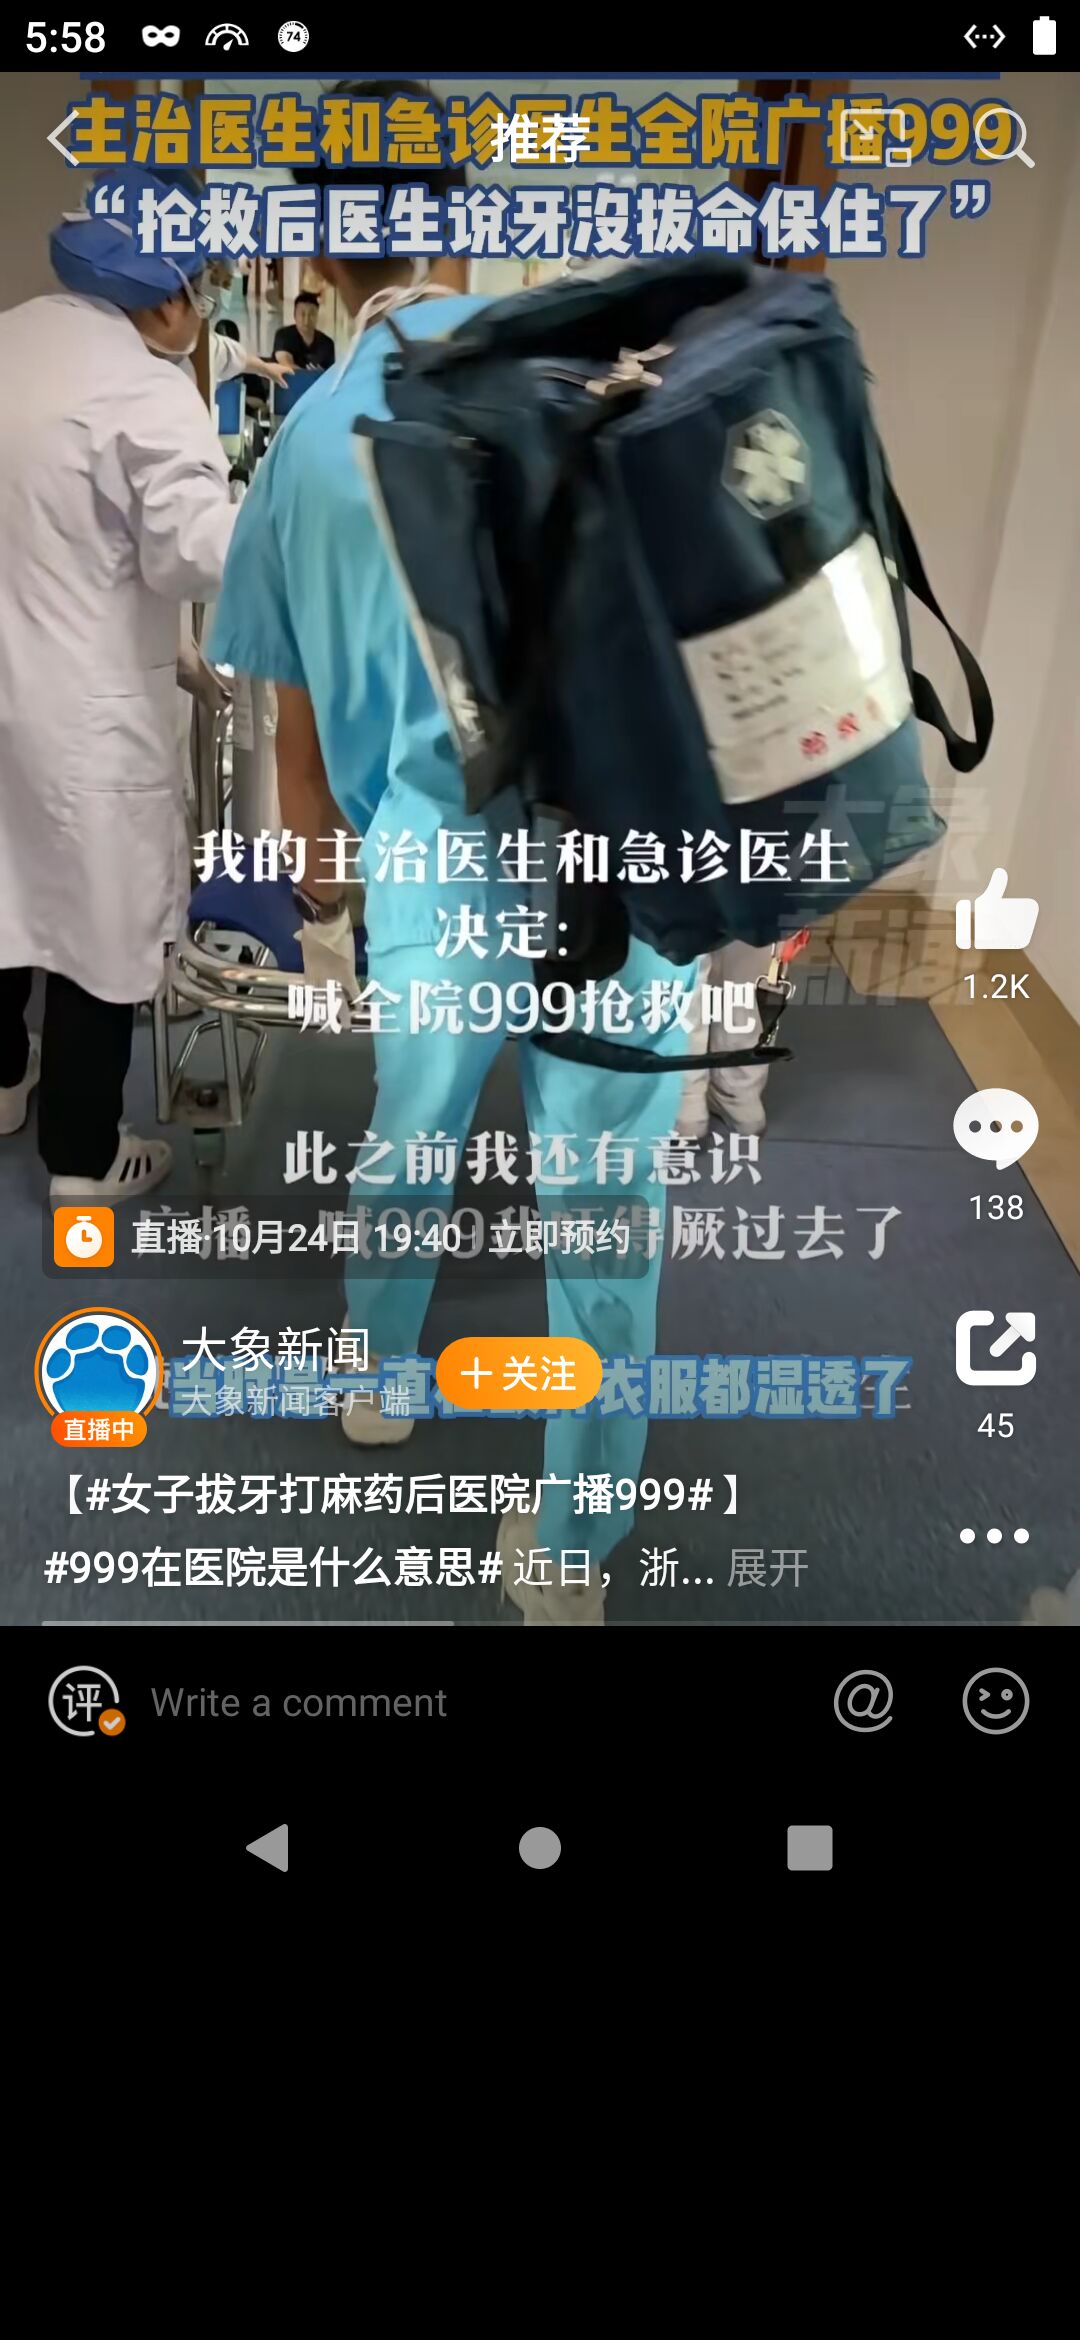 5:58
74
主治医生和急诊医生全院广播999
推荐
“抢救后医生说牙没拔命保住了”
大象
新闻
我的主治医生和急诊医生
决定：
喊全院999抢救吧
1.2K
此之前我还有意识
138
直播·10月24日 19:40 立即预约
厥过去了
大象新闻
+关注
大象新闻客户端
衣服都湿透了
直播中
45
【#女子拔牙打麻药后医院广播999#】
#999在医院是什么意思# 近日，浙... 展开
评
Write a comment